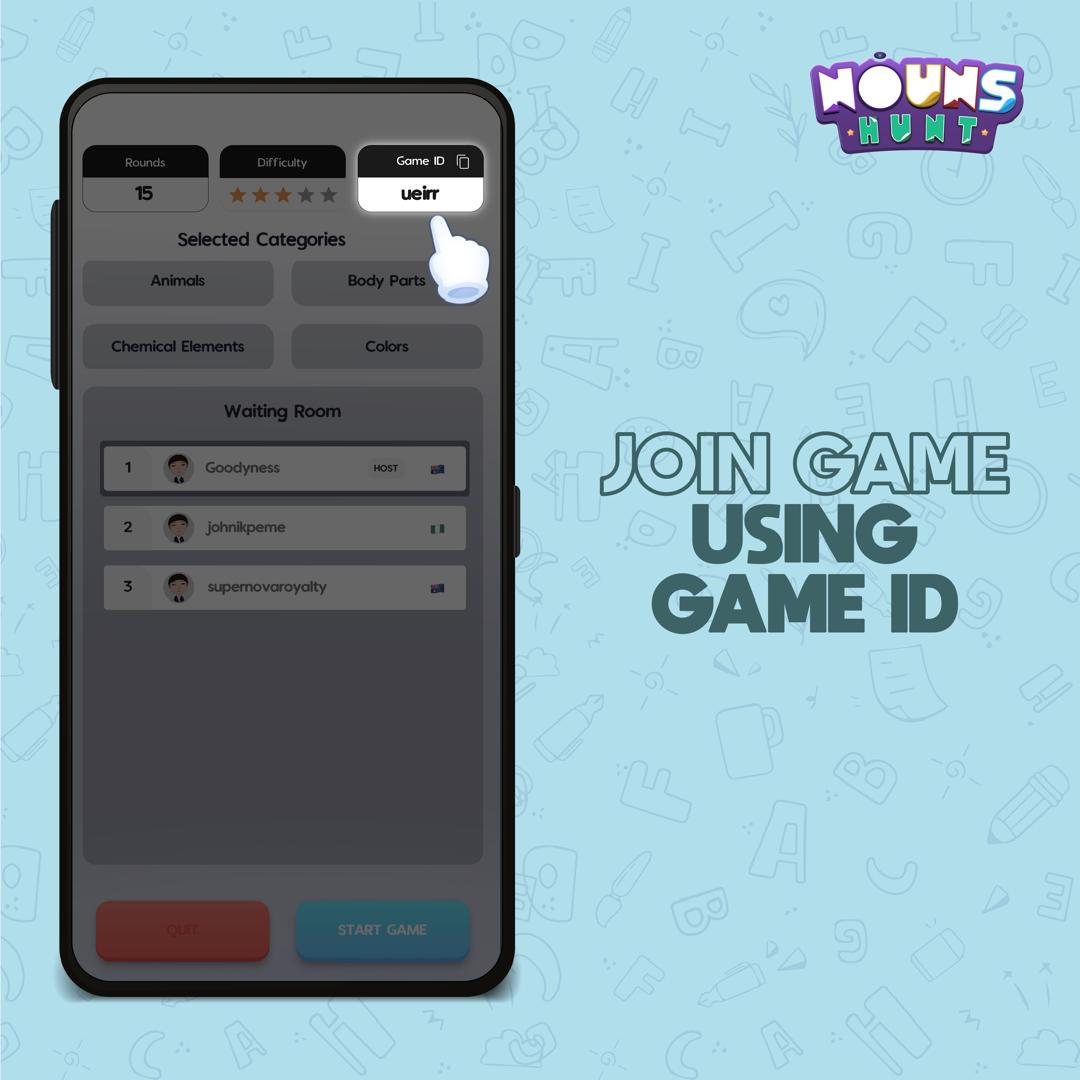 NOUNS
HUNT
Rounds
15
Difficulty
Game ID
ueirr
Selected Categories
Animals
Body Parts
Chemical Elements
Colors
Waiting Room
1 Goodyness HOST
2 johnikpeme
3 supernovaroyalty
QUIT
START GAME
JOIN GAME
USING
GAME ID